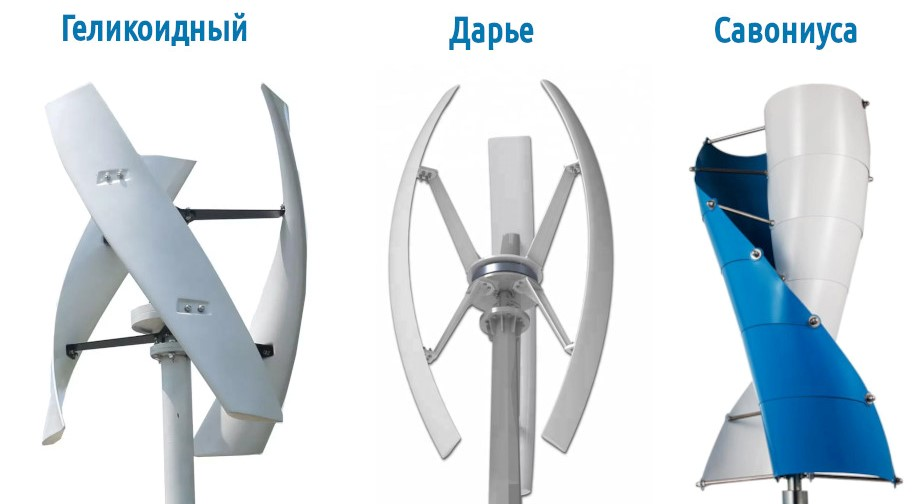 Геликоидный
Дарье
Савониуса